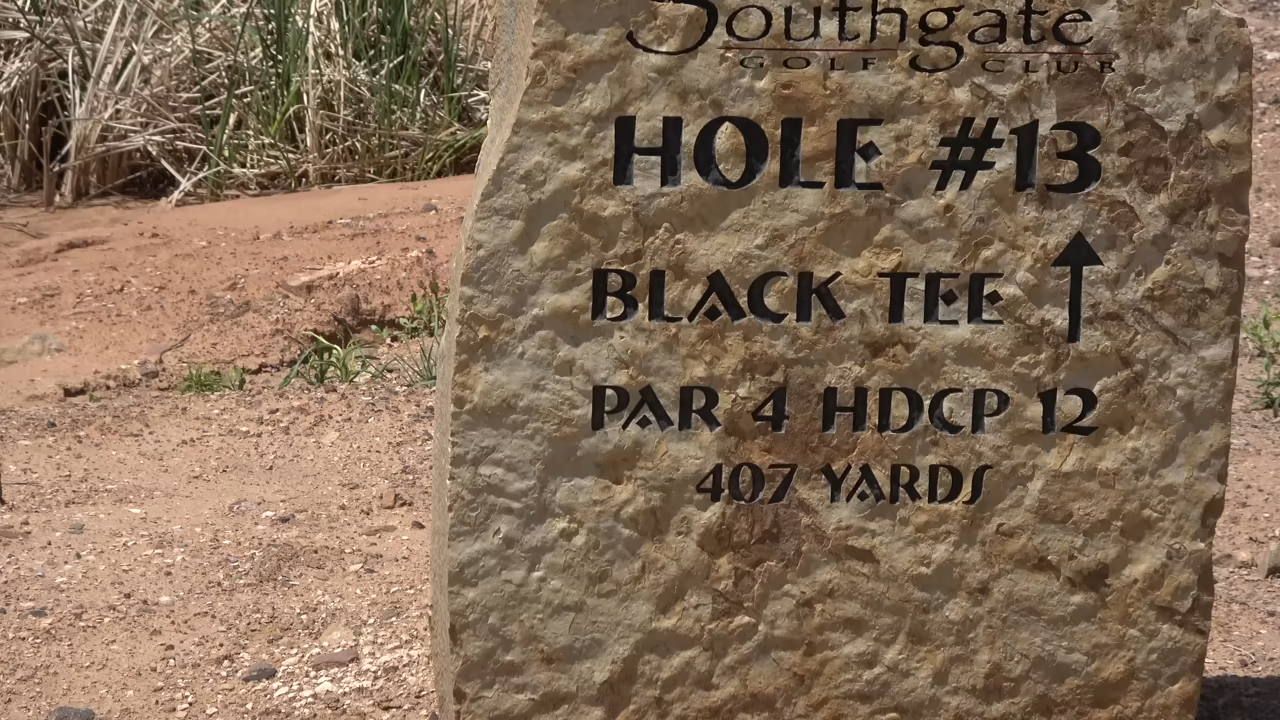 Southgate
GOLF CLUB
HOLE #13
BLACK TEE ↑
PAR 4 HDCP 12
407 YARDS